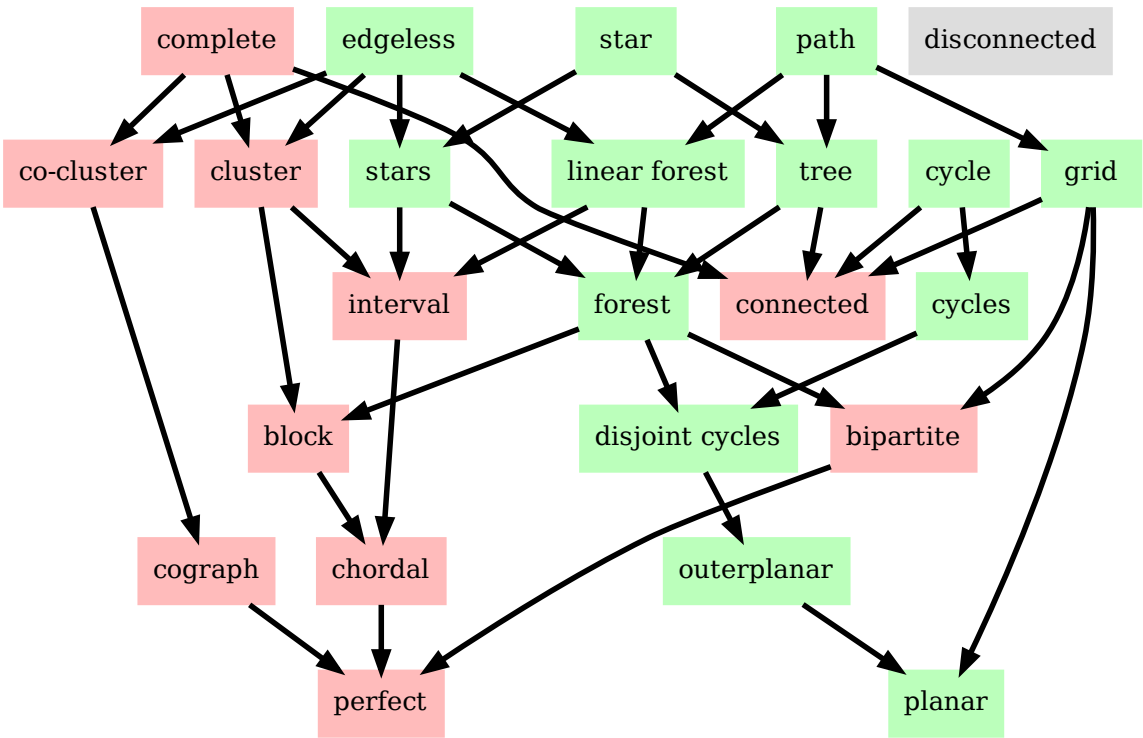 complete
edgeless
star
path
disconnected
co-cluster
cluster
stars
linear forest
tree
cycle
grid
interval
forest
connected
cycles
block
disjoint cycles
bipartite
cograph
chordal
outerplanar
perfect
planar